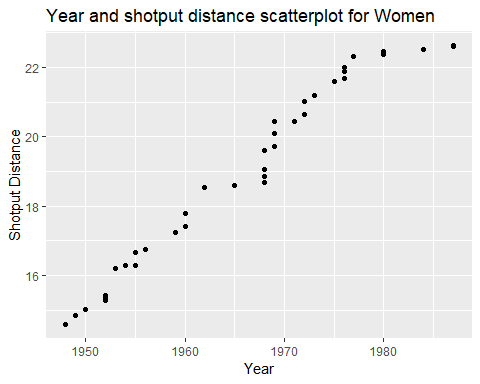 Year and shotput distance scatterplot for Women
22
20
18
16
Shotput Distance
1950 1960 1970 1980
Year